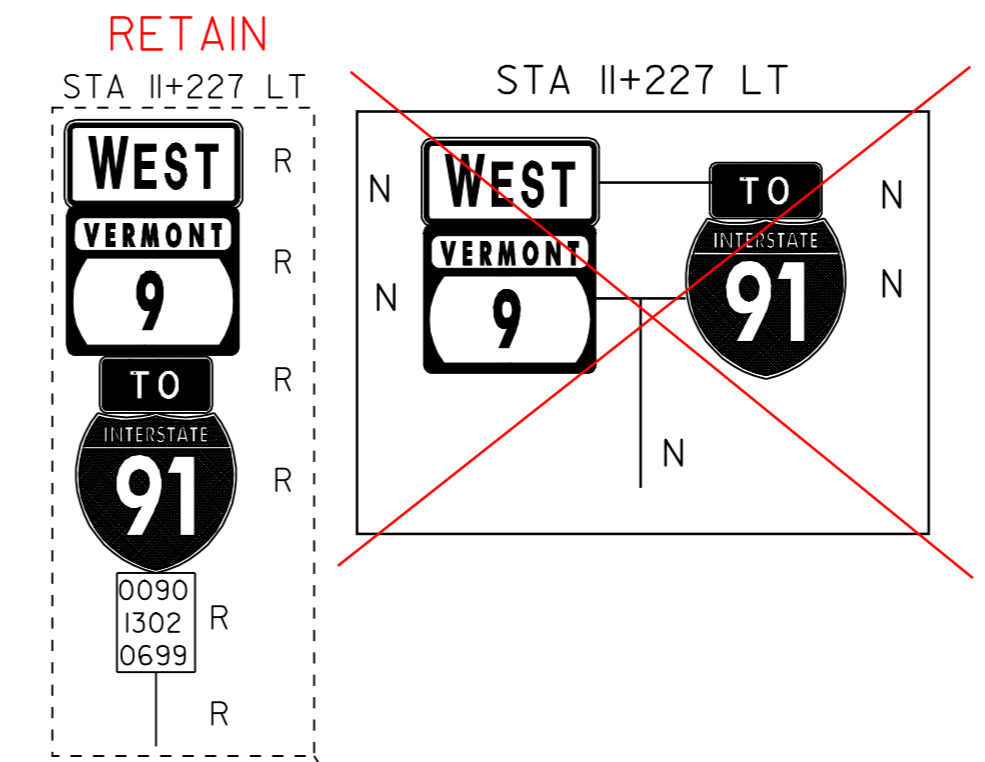 RETAIN
STA 11+227 LT
WEST R
VERMONT R
9
TO R
INTERSTATE
91 R
0090
1302 R
0699
R
STA 11+227 LT
N WEST TO N
VERMONT INTERSTATE
N 9 91 N
N